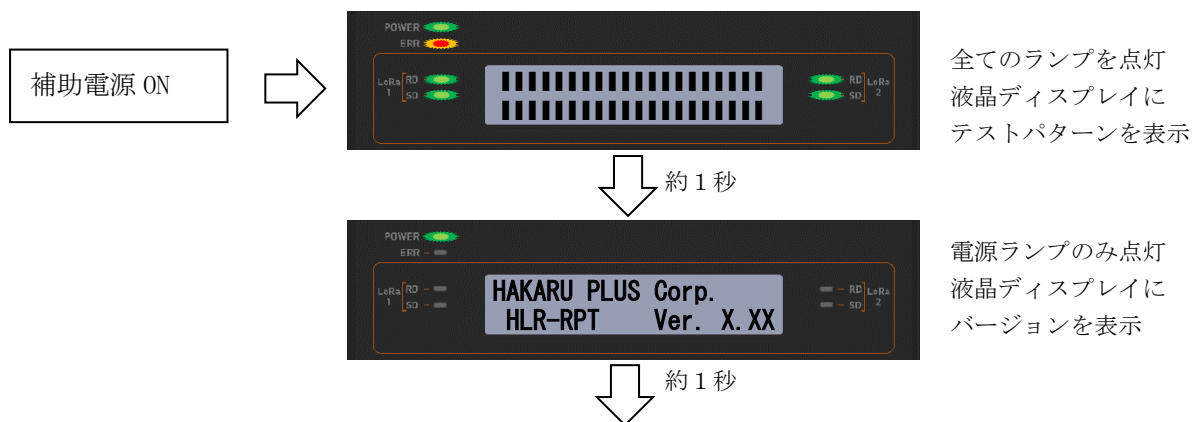 補助電源 ON
POWER
ERR
LoRa 1
RD
SD
RD
SD
LoRa 2
全てのランプを点灯
液晶ディスプレイに
テストパターンを表示
約1秒
POWER
ERR
LoRa 1
RD
SD
HAKARU PLUS Corp.
HLR-RPT Ver. X.XX
RD
SD
LoRa 2
電源ランプのみ点灯
液晶ディスプレイに
バージョンを表示
約1秒